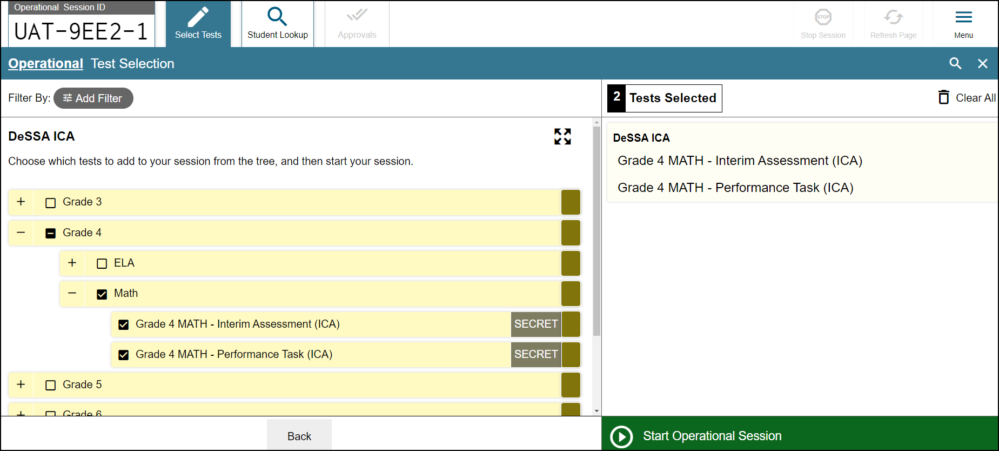 Operational Session ID
UAT-9EE2-1
Select Tests
Student Lookup
Approvals
STOP
Stop Session
Refresh Page
Menu
Operational Test Selection
Filter By: Add Filter
2 Tests Selected
Clear All
DeSSA ICA
Choose which tests to add to your session from the tree, and then start your session.
Grade 3
Grade 4
ELA
Math
Grade 4 MATH - Interim Assessment (ICA) SECRET
Grade 4 MATH - Performance Task (ICA) SECRET
Grade 5
Grade 6
Back
DeSSA ICA
Grade 4 MATH - Interim Assessment (ICA)
Grade 4 MATH - Performance Task (ICA)
Start Operational Session